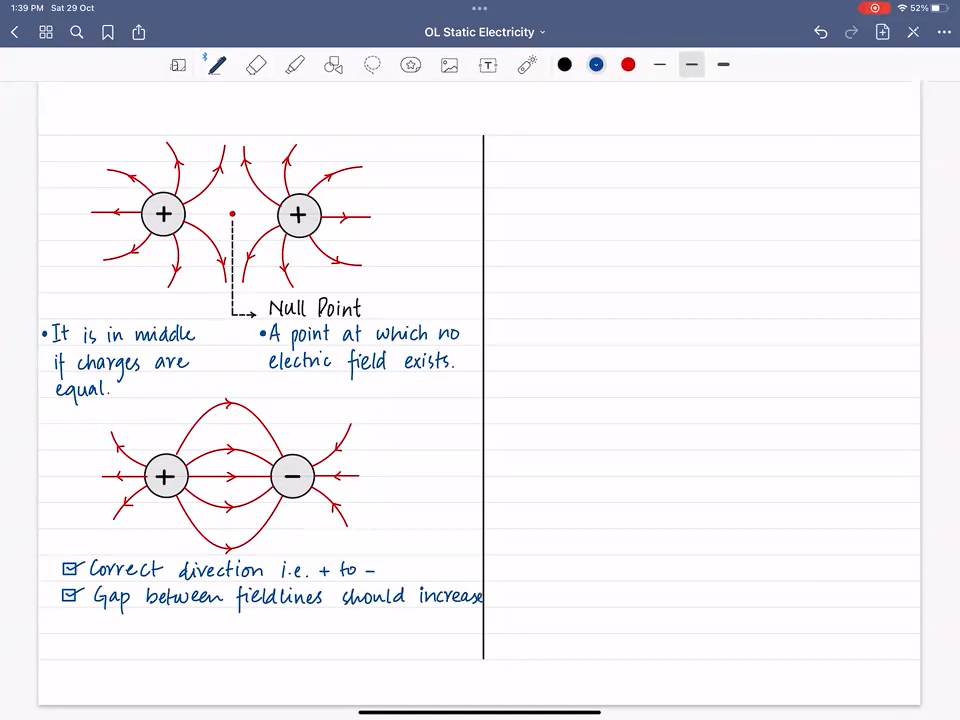 1:39 PM Sat 29 Oct
52%
OL Static Electricity
T
+ +
Null Point
•It is in middle
if charges are
equal.
•A point at which no
electric field exists.
+ −
Correct direction i.e. + to −
Gap between fieldlines should increase